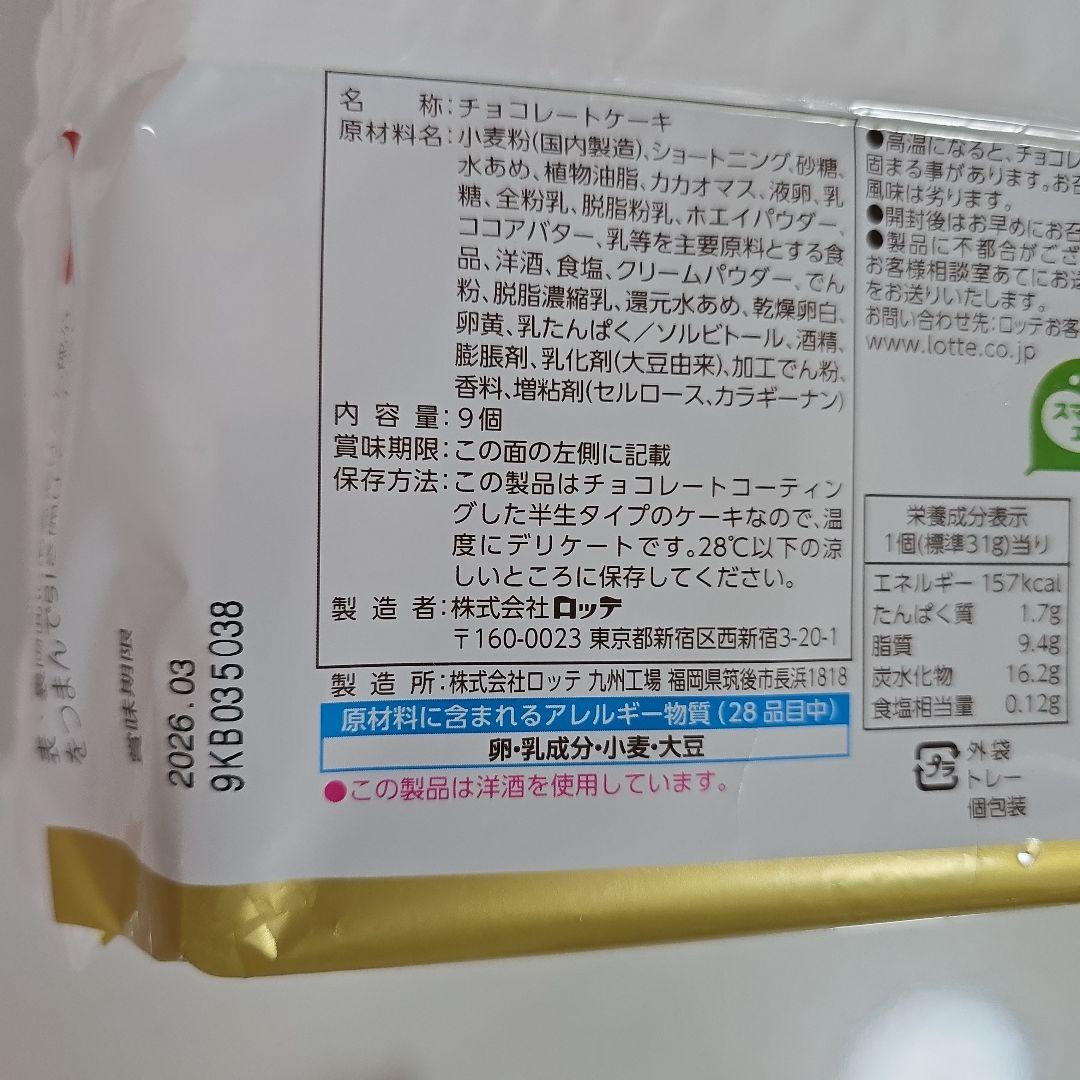 名称:チョコレートケーキ
原材料名:小麦粉(国内製造)、ショートニング、砂糖、
水あめ、植物油脂、カカオマス、液卵、乳
糖、全粉乳、脱脂粉乳、ホエイパウダー、
ココアバター、乳等を主要原料とする食
品、洋酒、食塩、クリームパウダー、でん
粉、脱脂濃縮乳、還元水あめ、乾燥卵白、
卵黄、乳たんぱく/ソルビトール、酒精、
膨脹剤、乳化剤(大豆由来)、加工でん粉、
香料、増粘剤(セルロース、カラギーナン)
内容量:9個
賞味期限:この面の左側に記載
保存方法:この製品はチョコレートコーティン
グした半生タイプのケーキなので、温
度にデリケートです。28℃以下の涼
しいところに保存してください。
製造者:株式会社ロッテ
〒160-0023 東京都新宿区西新宿3-20-1
製造所:株式会社ロッテ 九州工場 福岡県筑後市長浜1818
原材料に含まれるアレルギー物質(28品目中)
卵・乳成分・小麦・大豆
●この製品は洋酒を使用しています。
●高温になると、チョコレ
固まる事があります。お召
風味は劣ります。
●開封後はお早めにお召
●製品に不都合がござ
お客様相談室あてにお送
をお送りいたします。
お問い合わせ先:ロッテお客
www.lotte.co.jp
スマ
エ
栄養成分表示
1個(標準31g)当り
エネルギー 157kcal
たんぱく質 1.7g
脂質 9.4g
炭水化物 16.2g
食塩相当量 0.12g
プラ
外袋
トレー
個包装
賞味期限
2026.03
9KB035038
をつまんで引